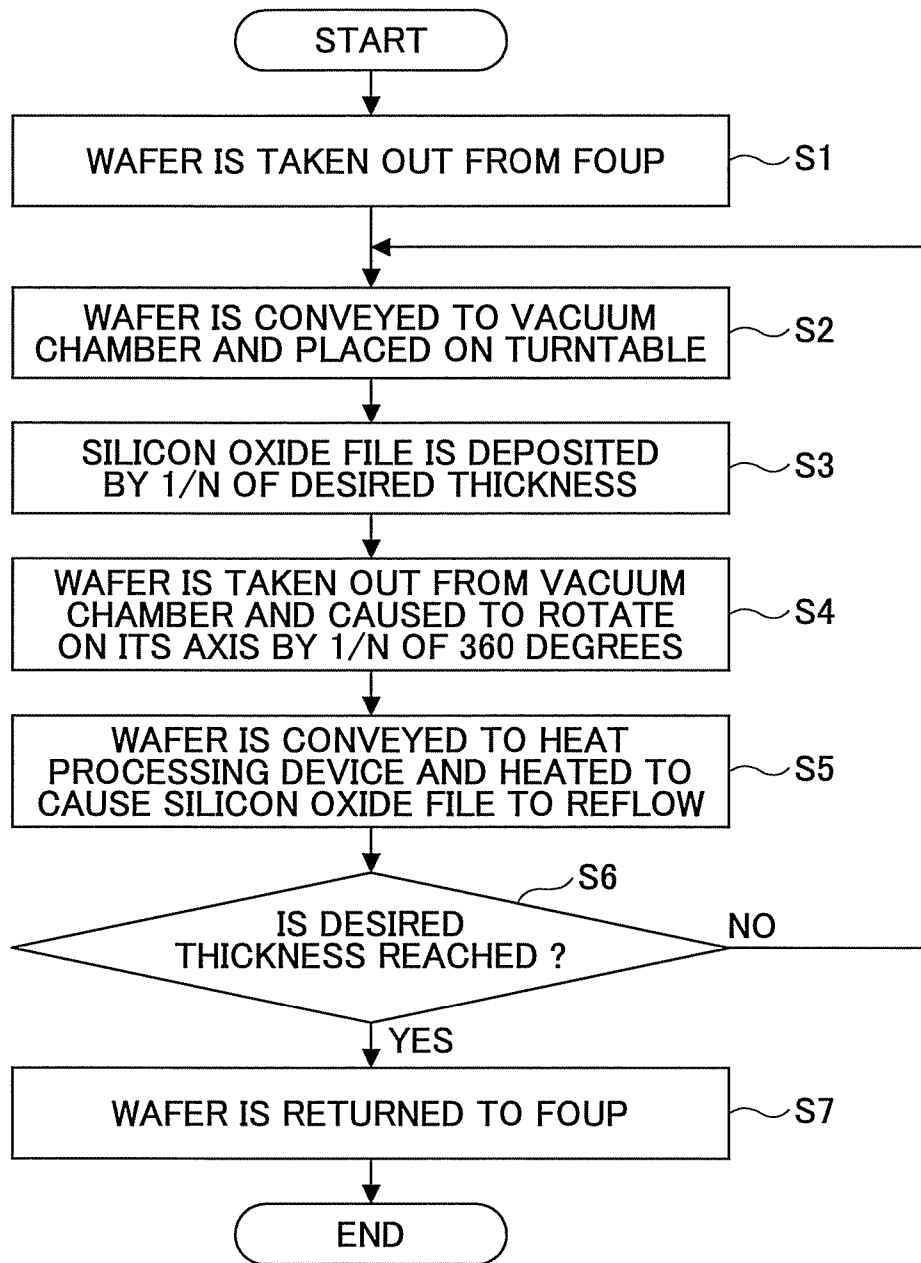 START
WAFER IS TAKEN OUT FROM FOUP
S1
WAFER IS CONVEYED TO VACUUM
CHAMBER AND PLACED ON TURNTABLE
S2
SILICON OXIDE FILE IS DEPOSITED
BY 1/N OF DESIRED THICKNESS
S3
WAFER IS TAKEN OUT FROM VACUUM
CHAMBER AND CAUSED TO ROTATE
ON ITS AXIS BY 1/N OF 360 DEGREES
S4
WAFER IS CONVEYED TO HEAT
PROCESSING DEVICE AND HEATED TO
CAUSE SILICON OXIDE FILE TO REFLOW
S5
S6
IS DESIRED
THICKNESS REACHED ?
NO
YES
WAFER IS RETURNED TO FOUP
S7
END